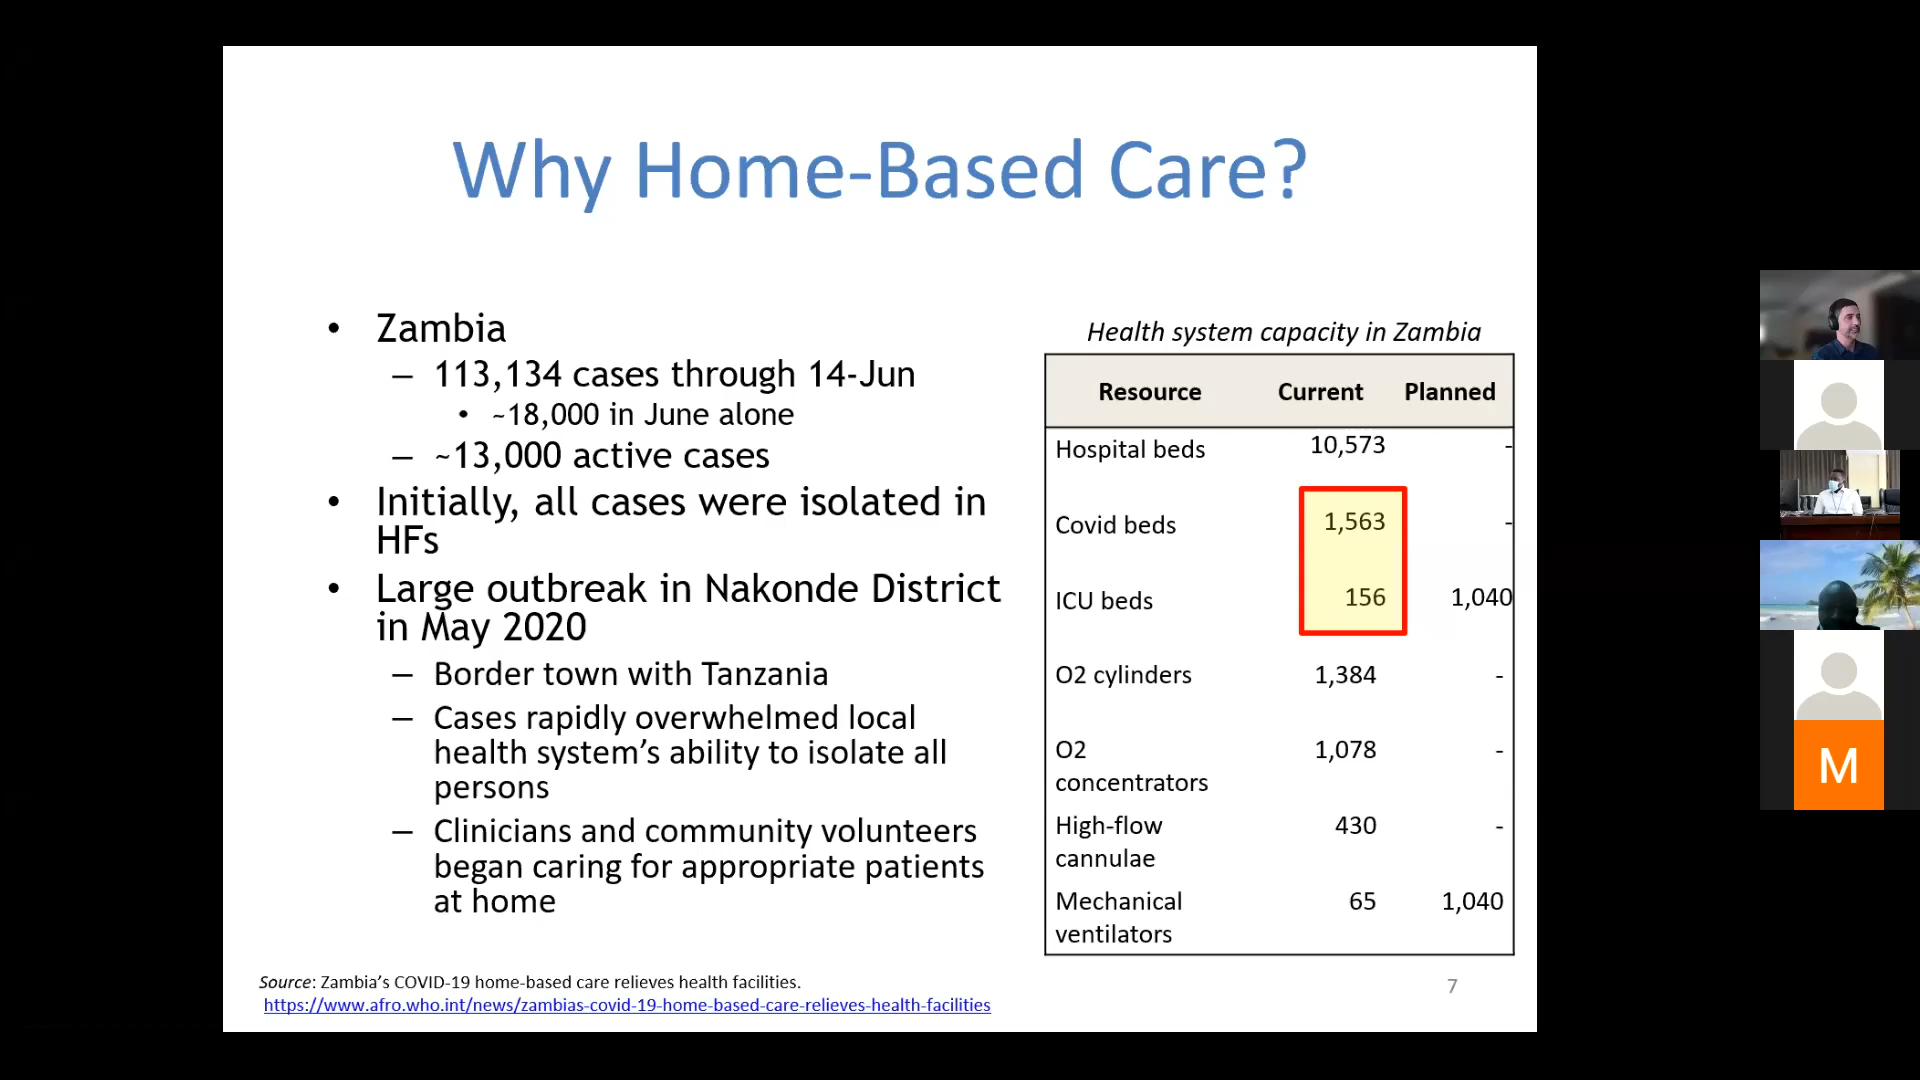 Why Home-Based Care?
• Zambia
– 113,134 cases through 14-Jun
• ~18,000 in June alone
– ~13,000 active cases
• Initially, all cases were isolated in
HFs
• Large outbreak in Nakonde District
in May 2020
– Border town with Tanzania
– Cases rapidly overwhelmed local
health system’s ability to isolate all
persons
– Clinicians and community volunteers
began caring for appropriate patients
at home
Health system capacity in Zambia
Resource Current Planned
Hospital beds 10,573 -
Covid beds 1,563 -
ICU beds 156 1,040
O2 cylinders 1,384 -
O2 1,078 -
concentrators
High-flow 430 -
cannulae
Mechanical 65 1,040
ventilators
Source: Zambia’s COVID-19 home-based care relieves health facilities.
https://www.afro.who.int/news/zambias-covid-19-home-based-care-relieves-health-facilities
7
M